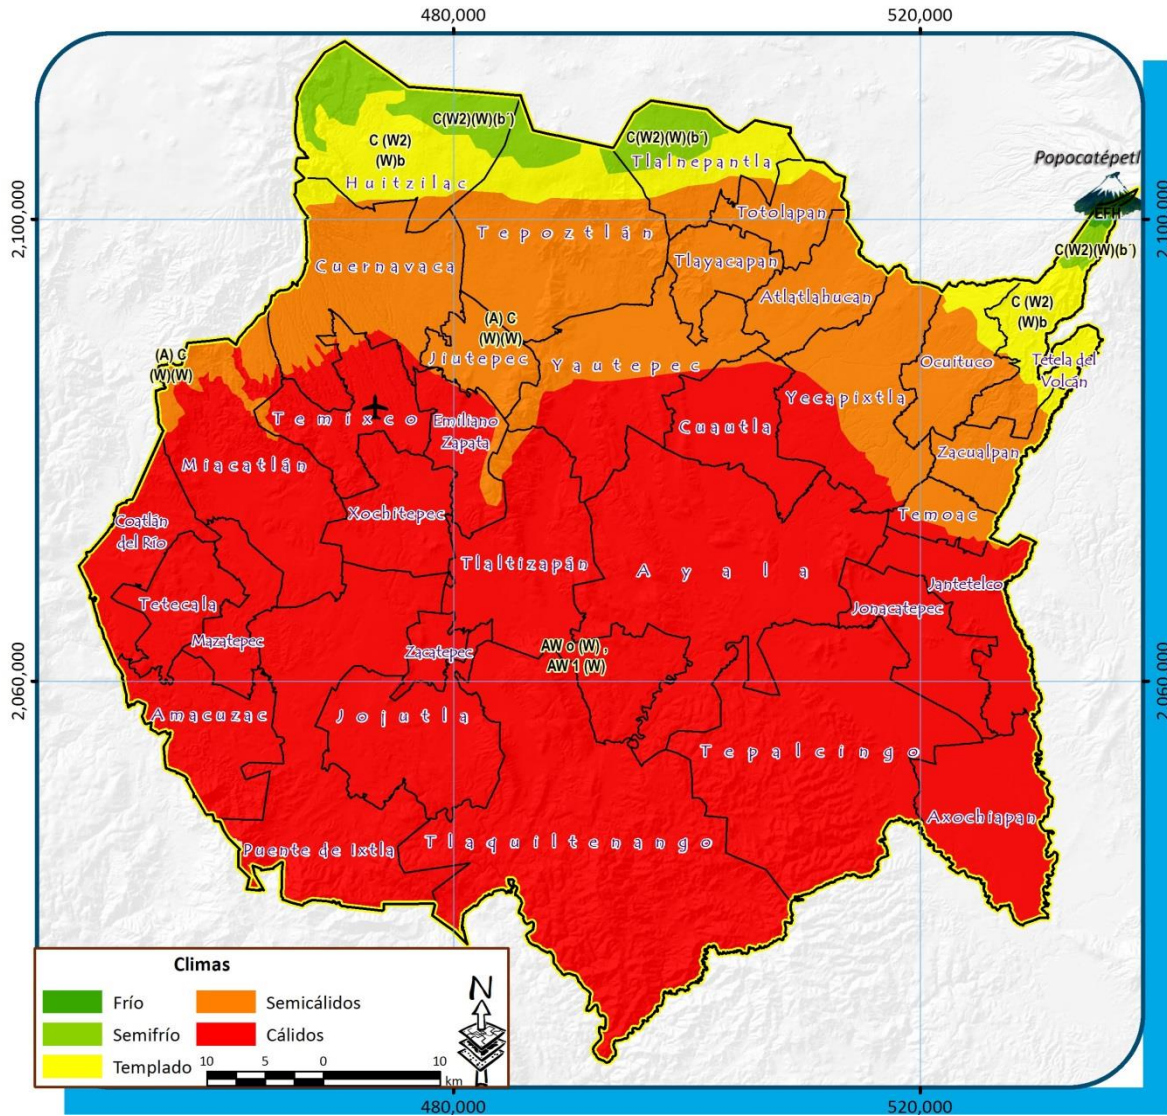 480,000
520,000
Popocatépetl
C(W2)(W)(b´)
C (W2)
(W)b
C(W2)(W)(b´)
Tlalnepantla
Huitzilac
2,100,000
2,100,000
EFH
Totolapan
Tepoztlán
C(W2)(W)(b´)
Cuernavaca
Tlayacapan
Atlatlahucan
C (W2)
(W)b
(A) C
(W)(W)
(A) C
(W)(W)
Jiutepec
Yautepec
Ocuituco
Tetela del
Volcán
Yecapixtla
Temixco
Emiliano
Zapata
Cuautla
Zacualpan
Miacatlán
Xochitepec
Temoac
Coatlán
del Río
Tlaltizapán
Ayala
Jantetelco
Tetecala
Jonacatepec
Mazatepec
Zacatepec
AW o (W) ,
AW 1 (W)
2,060,000
2,060,000
Amacuzac
Jojutla
Tepalcingo
Axochiapan
Puente de Ixtla
Tlaquiltenango
Climas
Frío
Semicálidos
Semifrío
Cálidos
Templado
N
10 5 0 10
km
480,000
520,000